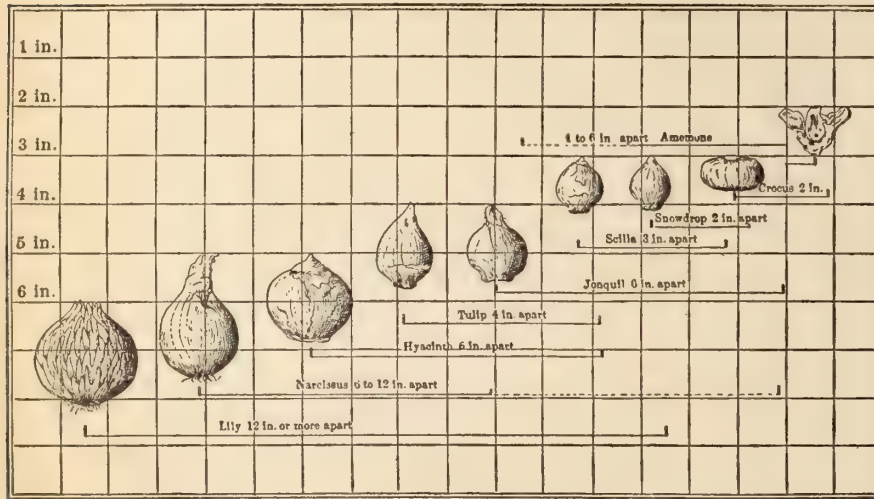 1 in.
2 in.
3 in.
4 to 6 in. apart Amemone
4 in.
Crocus 2 in.
Snowdrop 2 in. apart
5 in.
Scilla 3 in. apart
6 in.
Jonquil 6 in. apart
Tulip 4 in. apart
Hyacinth 6 in. apart
Narcissus 6 to 12 in. apart
Lily 12 in. or more apart